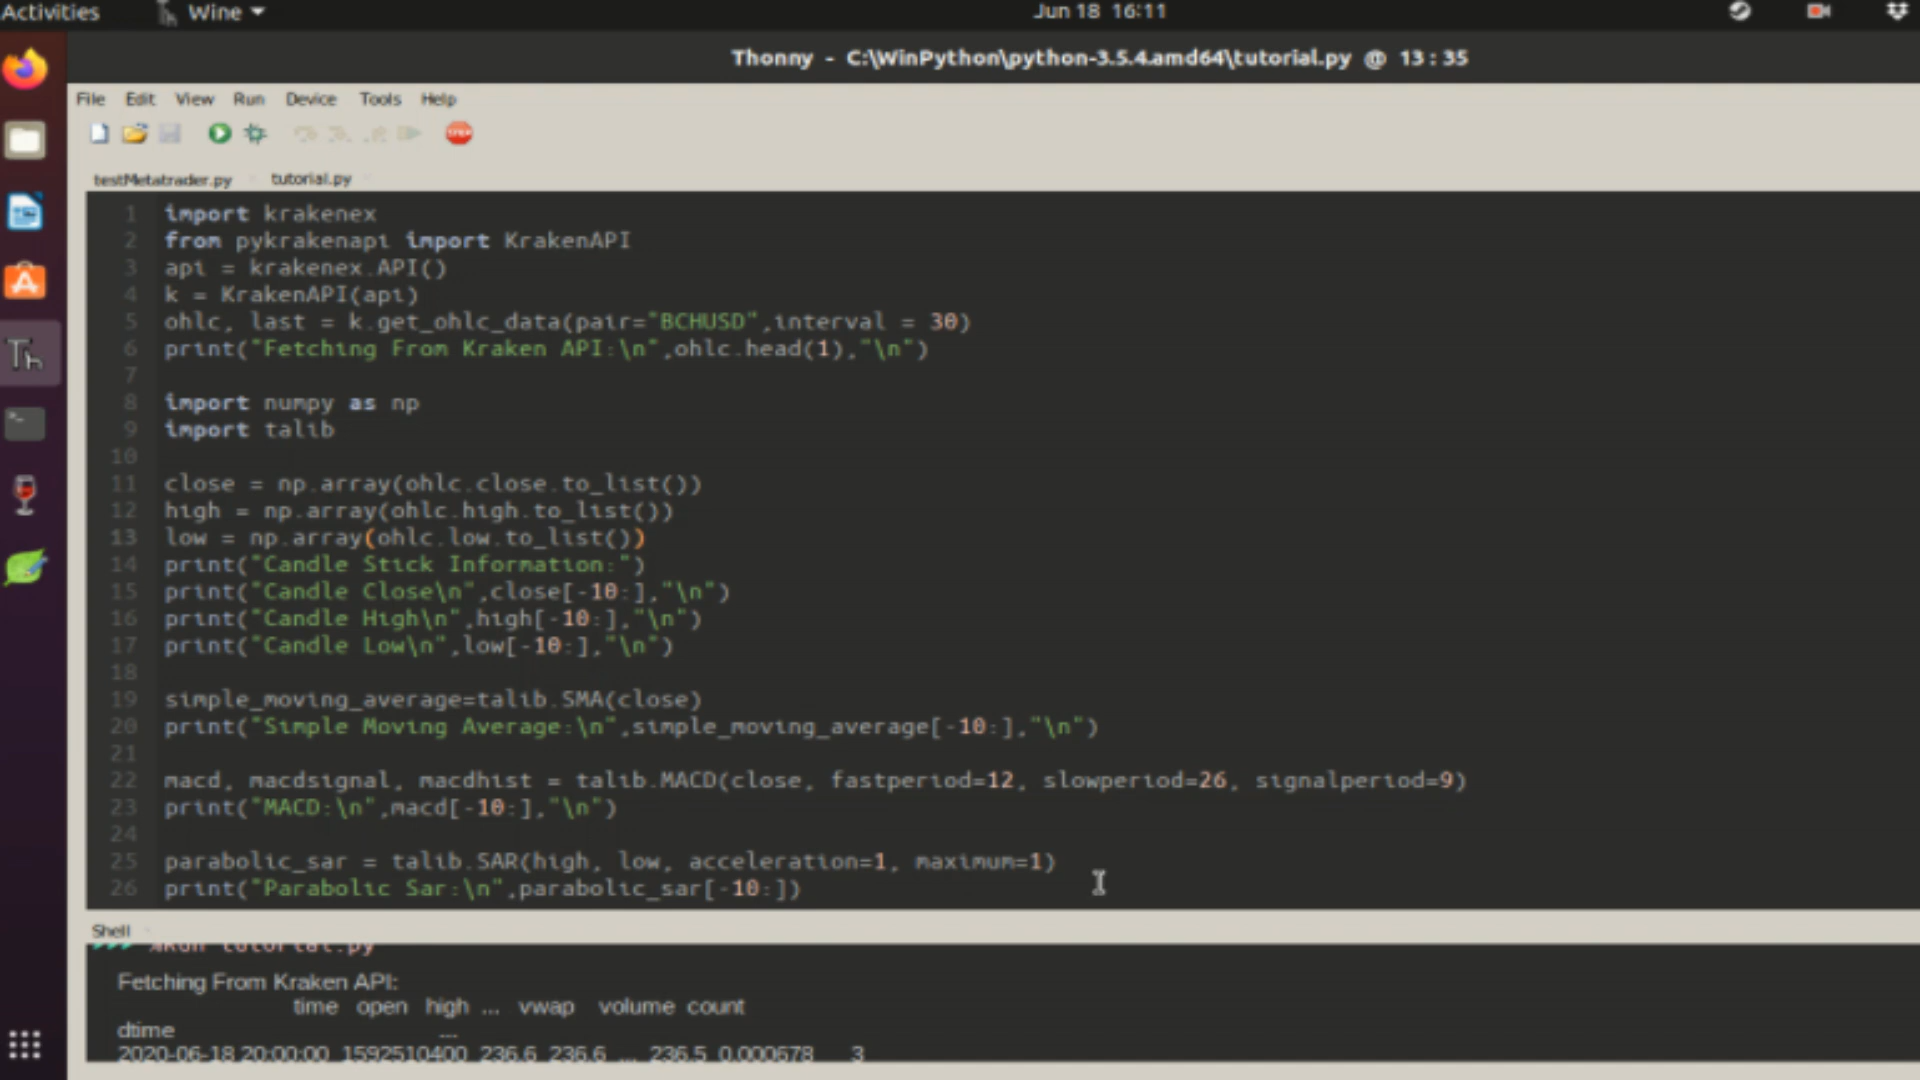 Activities Wine Jun 18 16:11
Thonny - C:\WinPython\python-3.5.4.amd64\tutorial.py @ 13 : 35
File Edit View Run Device Tools Help
STOP
testMetatrader.py tutorial.py
1 import krakenex
2 from pykrakenapi import KrakenAPI
3 api = krakenex.API()
4 k = KrakenAPI(api)
5 ohlc, last = k.get_ohlc_data(pair="BCHUSD",interval = 30)
6 print("Fetching From Kraken API:\n",ohlc.head(1),"\n")
7
8 import numpy as np
9 import talib
10
11 close = np.array(ohlc.close.to_list())
12 high = np.array(ohlc.high.to_list())
13 low = np.array(ohlc.low.to_list())
14 print("Candle Stick Information:")
15 print("Candle Close\n",close[-10:],"\n")
16 print("Candle High\n",high[-10:],"\n")
17 print("Candle Low\n",low[-10:],"\n")
18
19 simple_moving_average=talib.SMA(close)
20 print("Simple Moving Average:\n",simple_moving_average[-10:],"\n")
21
22 macd, macdsignal, macdhist = talib.MACD(close, fastperiod=12, slowperiod=26, signalperiod=9)
23 print("MACD:\n",macd[-10:],"\n")
24
25 parabolic_sar = talib.SAR(high, low, acceleration=1, maximum=1)
26 print("Parabolic Sar:\n",parabolic_sar[-10:])
Shell
>>> %Run tutorial.py
Fetching From Kraken API:
time open high ... vwap volume count
dtime ...
2020-06-18 20:00:00 1592510400 236.6 236.6 ... 236.5 0.000678 3